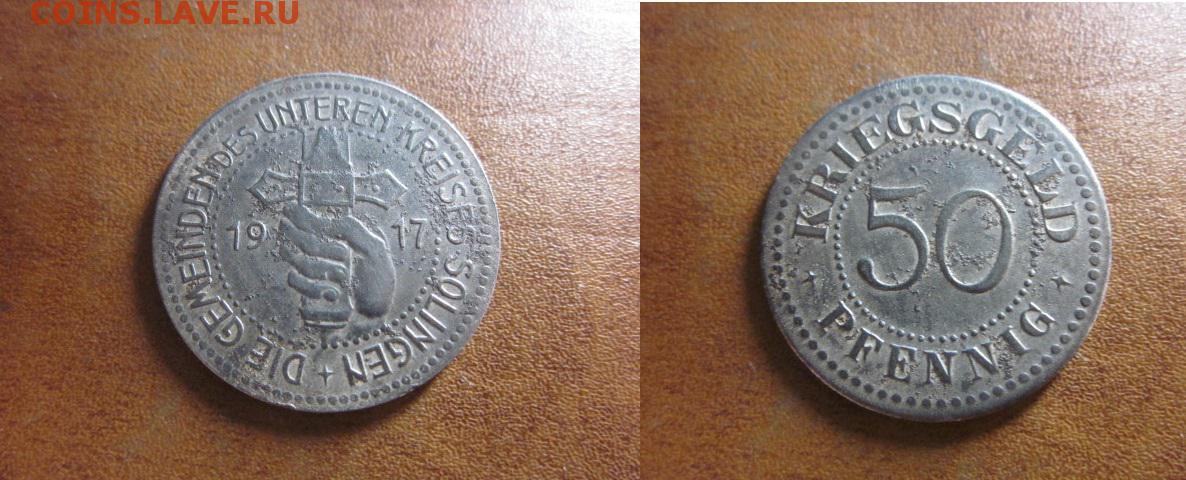 COINS.LAVE.RU
DIE GEMEINDEN DES UNTEREN KREISES SOLINGEN
19 17
KRIEGSGELD
50
PFENNIG